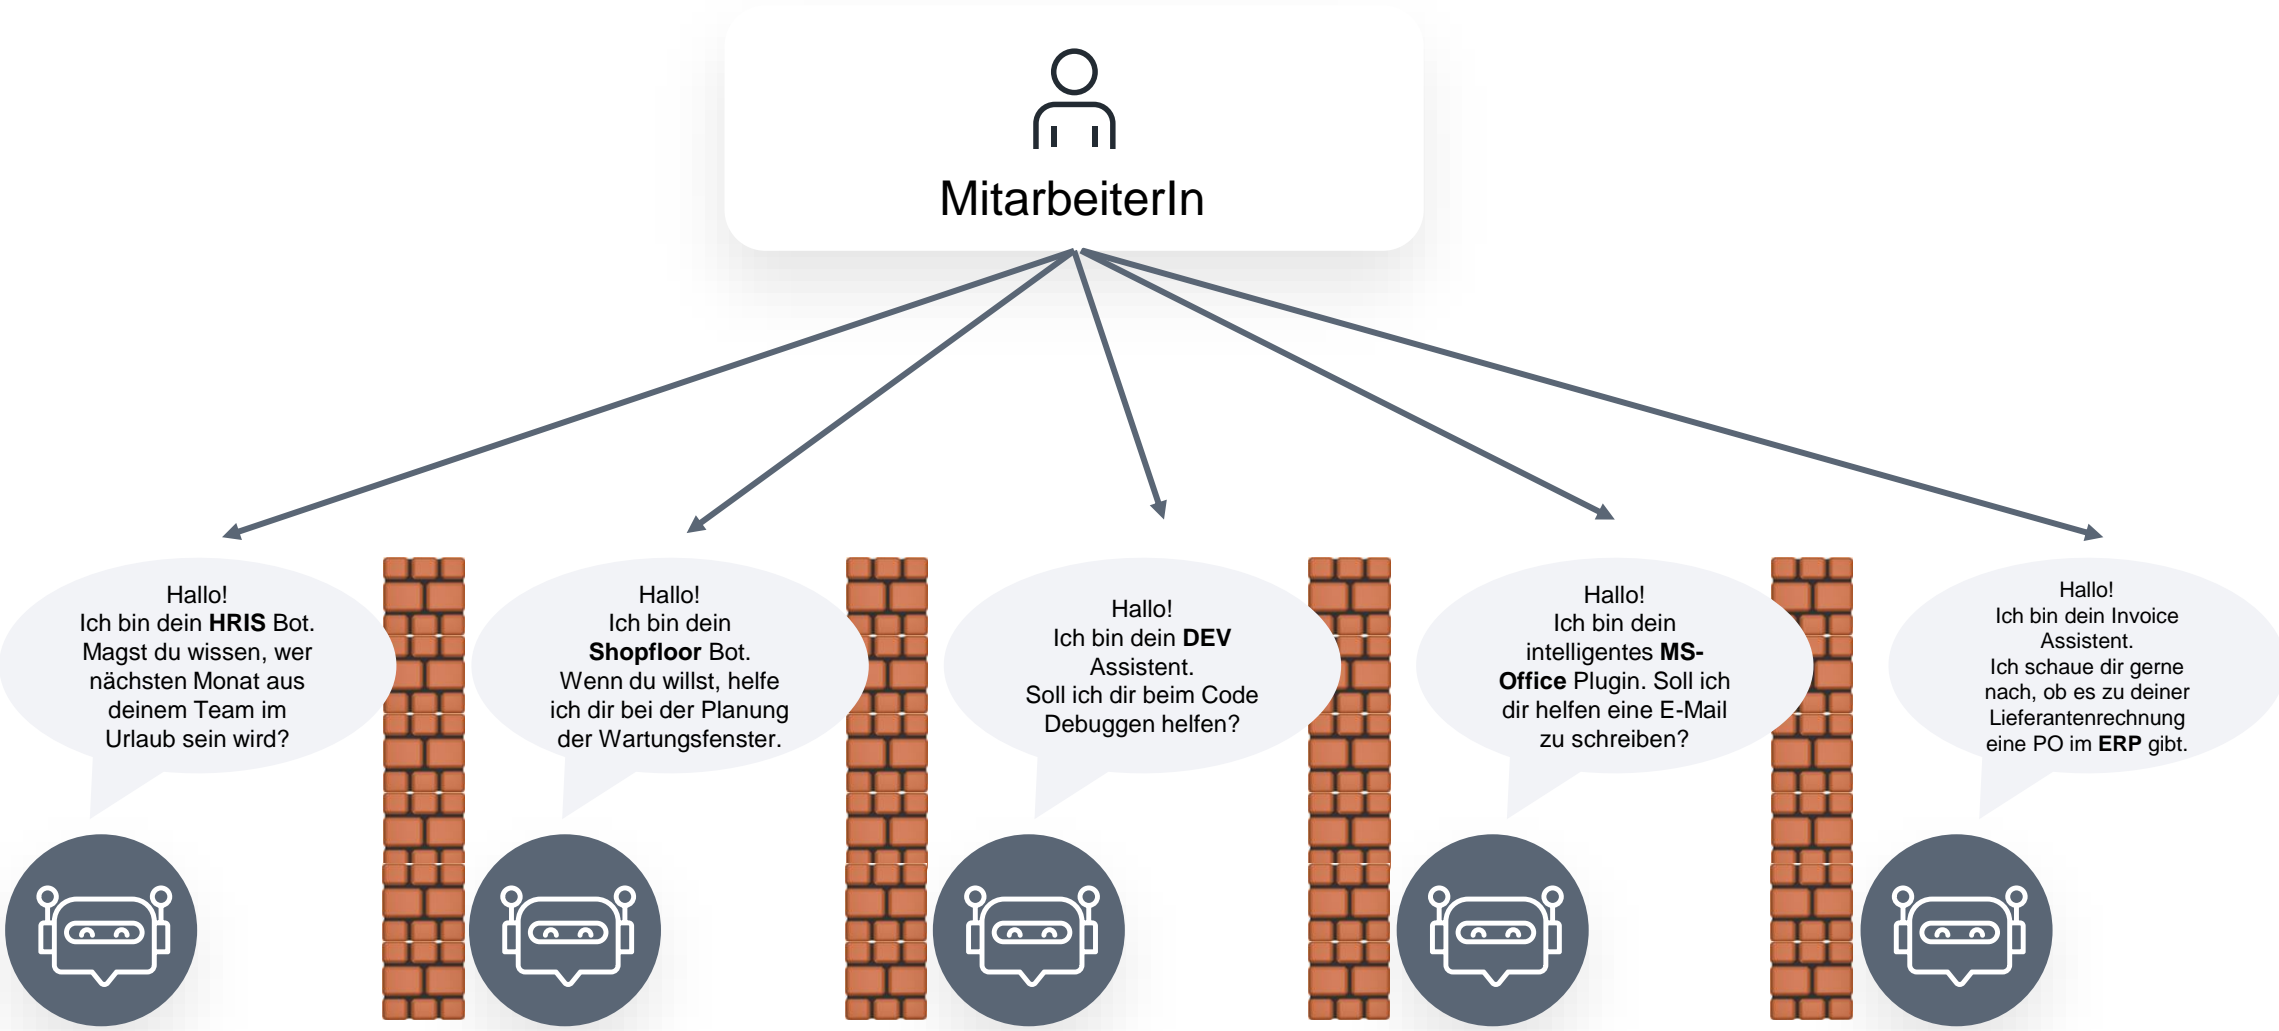 MitarbeiterIn
Hallo!
Ich bin dein HRIS Bot.
Magst du wissen, wer
nächsten Monat aus
deinem Team im
Urlaub sein wird?
Hallo!
Ich bin dein
Shopfloor Bot.
Wenn du willst, helfe
ich dir bei der Planung
der Wartungsfenster.
Hallo!
Ich bin dein DEV
Assistent.
Soll ich dir beim Code
Debuggen helfen?
Hallo!
Ich bin dein
intelligentes MS-
Office Plugin. Soll ich
dir helfen eine E-Mail
zu schreiben?
Hallo!
Ich bin dein Invoice
Assistent.
Ich schaue dir gerne
nach, ob es zu deiner
Lieferantenrechnung
eine PO im ERP gibt.